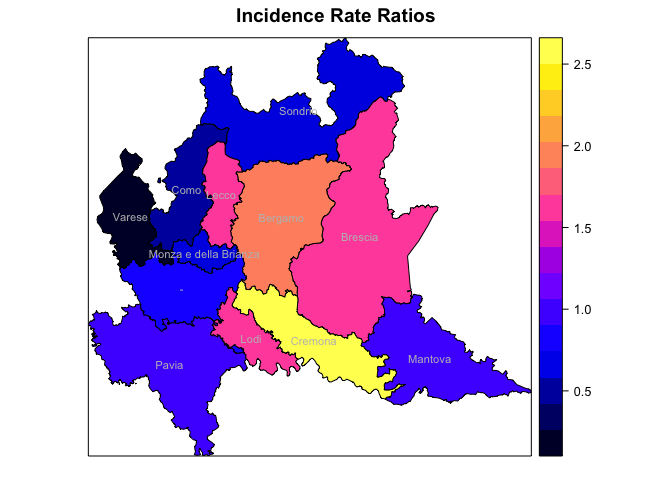 Incidence Rate Ratios
Sondrio
Como
Lecco
Varese
Bergamo
Brescia
Monza e della Brianza
-
Lodi
Cremona
Pavia
Mantova
2.5
2.0
1.5
1.0
0.5